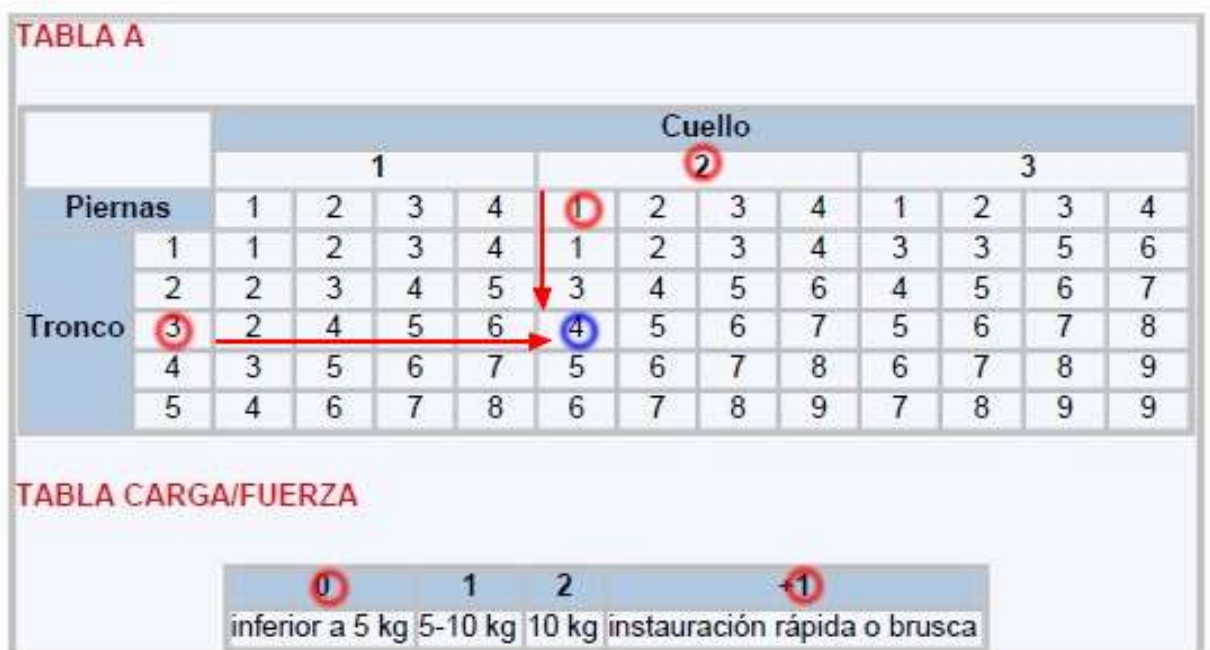 TABLA A
Cuello
1 2 3
Piernas 1 2 3 4 1 2 3 4 1 2 3 4
1 1 2 3 4 1 2 3 4 3 3 5 6
2 2 3 4 5 3 4 5 6 4 5 6 7
Tronco 3 2 4 5 6 4 5 6 7 5 6 7 8
4 3 5 6 7 5 6 7 8 6 7 8 9
5 4 6 7 8 6 7 8 9 7 8 9 9
TABLA CARGA/FUERZA
0 1 2 +1
inferior a 5 kg 5-10 kg 10 kg instauración rápida o brusca